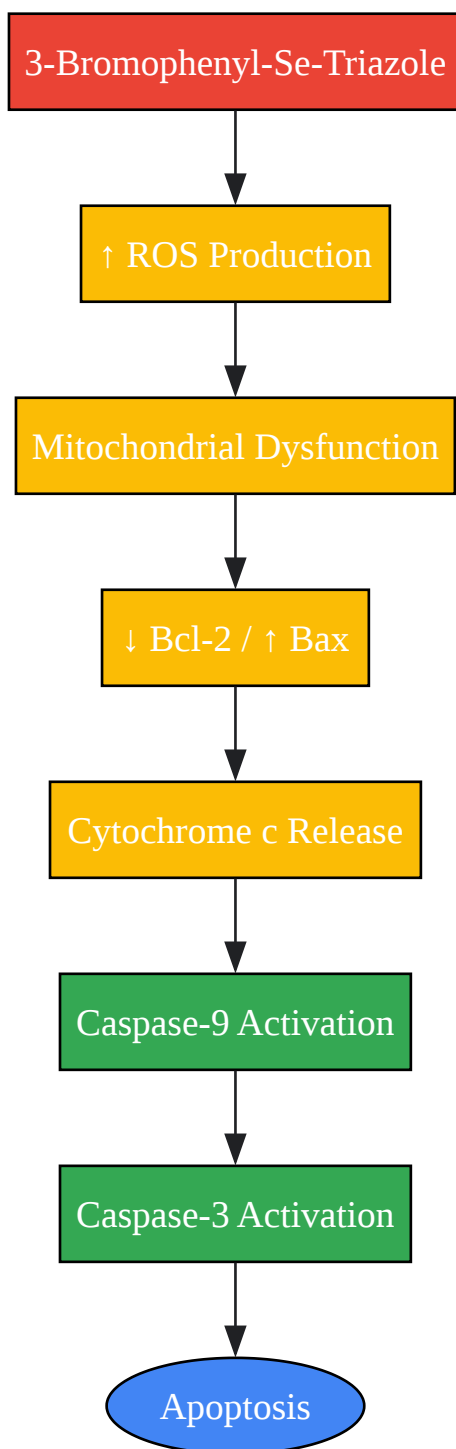 3-Bromophenyl-Se-Triazole
↑ ROS Production
Mitochondrial Dysfunction
↓ Bcl-2 / ↑ Bax
Cytochrome c Release
Caspase-9 Activation
Caspase-3 Activation
Apoptosis